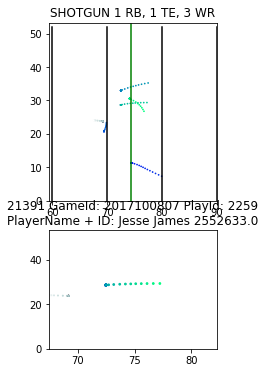 SHOTGUN 1 RB, 1 TE, 3 WR
50
40
30
20
10
0
60 70 80 90
21391 GameId: 2017100807 PlayId: 2259
PlayerName + ID: Jesse James 2552633.0
40
20
0
70 75 80